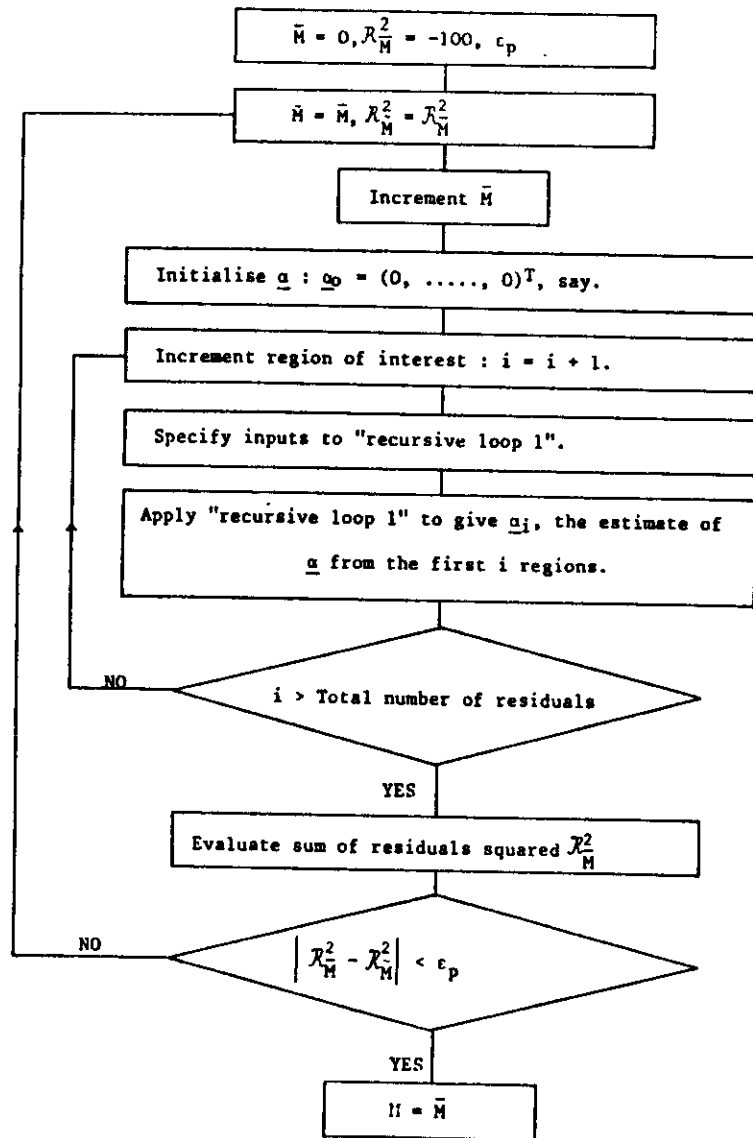 M̄ = 0, ℛ²_M̄ = -100, ε_p
M̃ = M̄, ℛ²_M̃ = ℛ²_M̄
Increment M̄
Initialise α : α₀ = (0, ....., 0)ᵀ, say.
Increment region of interest : i = i + 1.
Specify inputs to "recursive loop 1".
Apply "recursive loop 1" to give αᵢ, the estimate of
α from the first i regions.
NO
i > Total number of residuals
YES
Evaluate sum of residuals squared ℛ²_M̄
NO
| ℛ²_M̄ - ℛ²_M̃ | < ε_p
YES
M = M̄